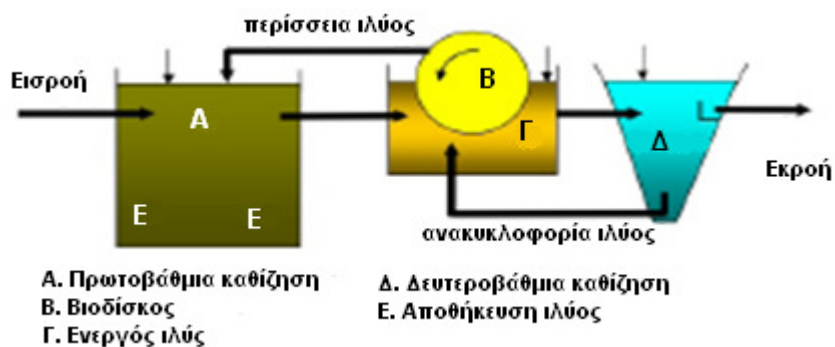 περίσσεια ιλύος
Εισροή
Α
Β
Γ
Δ
Ε
Ε
Εκροή
ανακυκλοφορία ιλύος
Α. Πρωτοβάθμια καθίζηση
Β. Βιοδίσκος
Γ. Ενεργός ιλύς
Δ. Δευτεροβάθμια καθίζηση
Ε. Αποθήκευση ιλύος